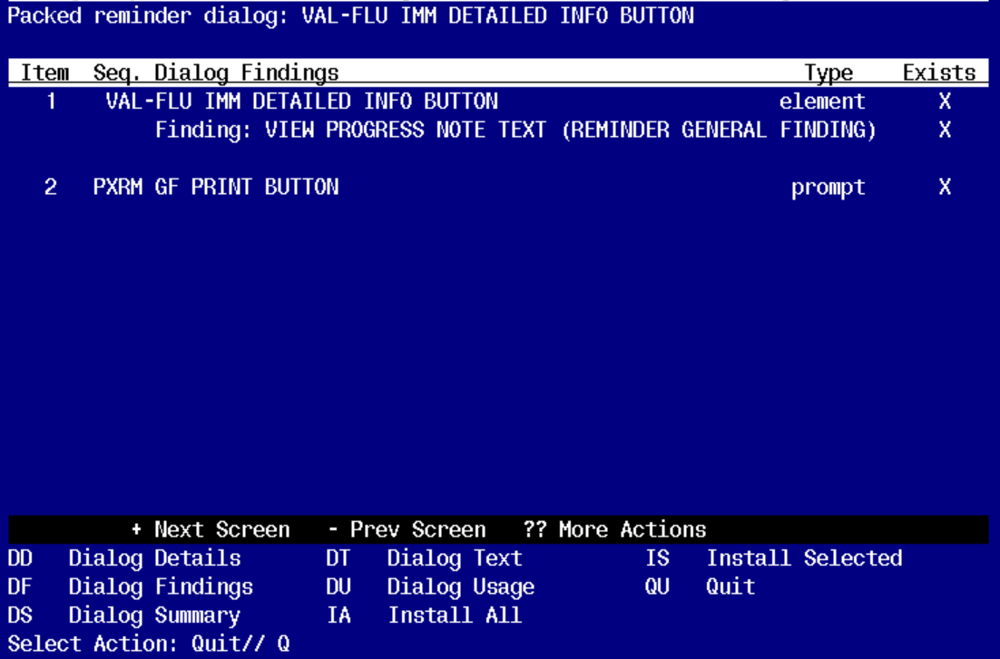 Packed reminder dialog: VAL-FLU IMM DETAILED INFO BUTTON
Item Seq. Dialog Findings Type Exists
1 VAL-FLU IMM DETAILED INFO BUTTON element X
Finding: VIEW PROGRESS NOTE TEXT (REMINDER GENERAL FINDING) X
2 PXRM GF PRINT BUTTON prompt X
+ Next Screen - Prev Screen ?? More Actions
DD Dialog Details DT Dialog Text IS Install Selected
DF Dialog Findings DU Dialog Usage QU Quit
DS Dialog Summary IA Install All
Select Action: Quit// Q